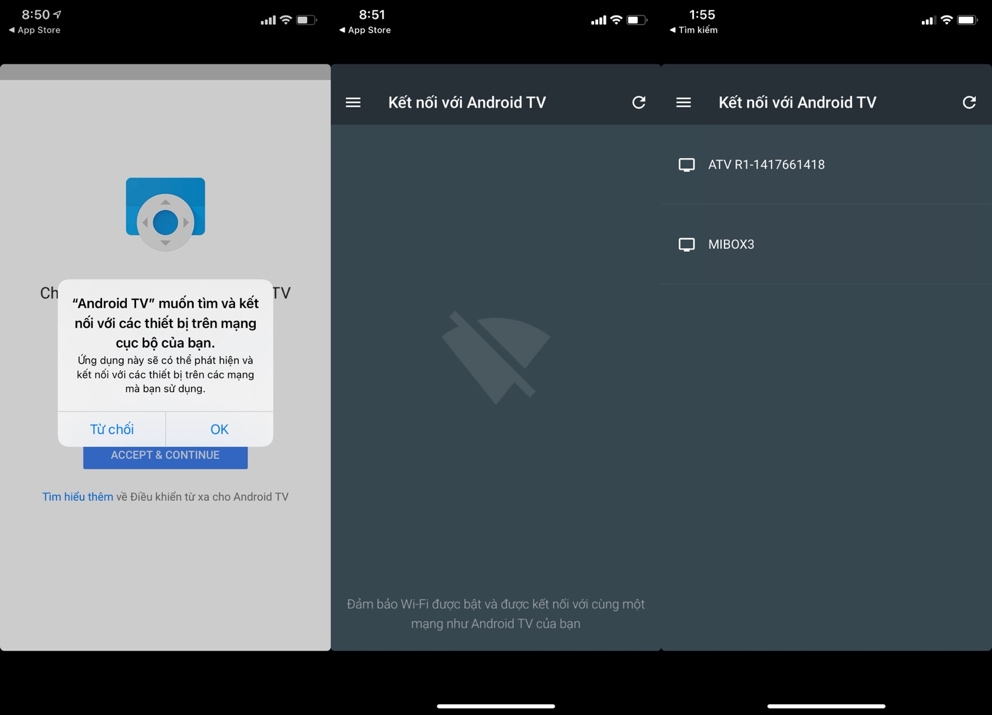 8:50
◀ App Store
Ch
TV
“Android TV” muốn tìm và kết
nối với các thiết bị trên mạng
cục bộ của bạn.
Ứng dụng này sẽ có thể phát hiện và
kết nối với các thiết bị trên các mạng
mà bạn sử dụng.
Từ chối
OK
ACCEPT & CONTINUE
Tìm hiểu thêm về Điều khiển từ xa cho Android TV
8:51
◀ App Store
Kết nối với Android TV
Đảm bảo Wi-Fi được bật và được kết nối với cùng một
mạng như Android TV của bạn
1:55
◀ Tìm kiếm
Kết nối với Android TV
ATV R1-1417661418
MIBOX3